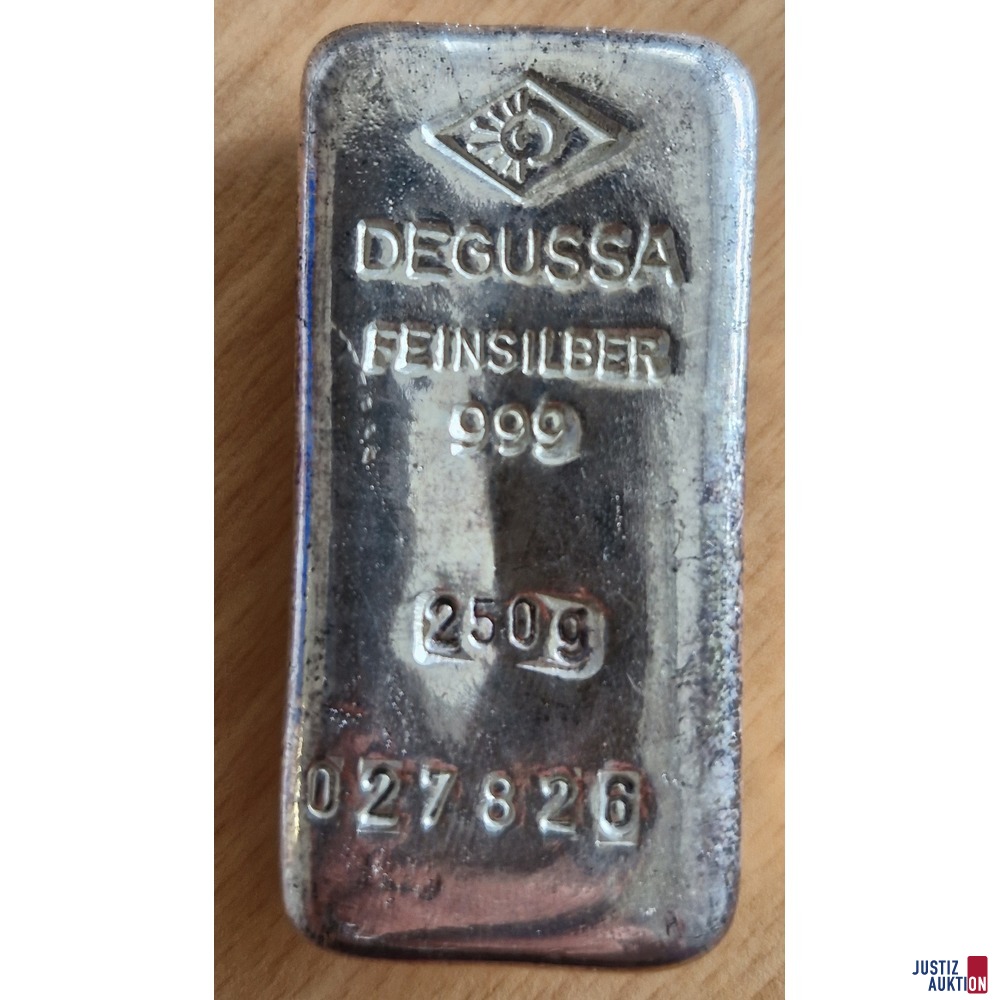 DEGUSSA
FEINSILBER
999
250g
027826
JUSTIZ
AUKTION